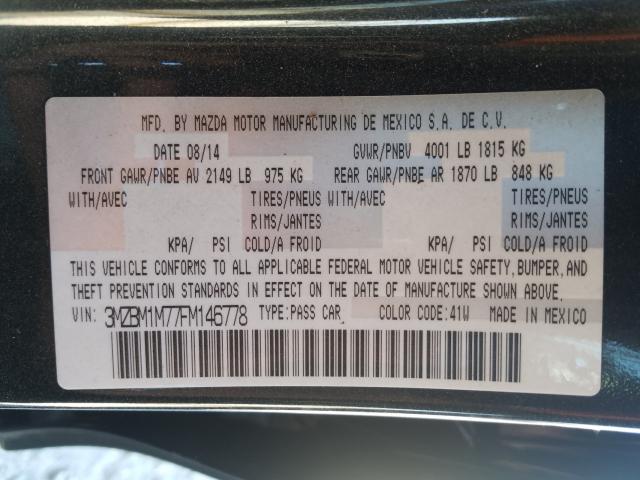 MFD. BY MAZDA MOTOR MANUFACTURING DE MEXICO S.A. DE C.V.
DATE 08/14 GVWR/PNBV 4001 LB 1815 KG
FRONT GAWR/PNBE AV 2149 LB 975 KG REAR GAWR/PNBE AR 1870 LB 848 KG
WITH/AVEC TIRES/PNEUS WITH/AVEC TIRES/PNEUS
RIMS/JANTES RIMS/JANTES
KPA/ PSI COLD/A FROID KPA/ PSI COLD/A FROID
THIS VEHICLE CONFORMS TO ALL APPLICABLE FEDERAL MOTOR VEHICLE SAFETY, BUMPER, AND
THEFT PREVENTION STANDARDS IN EFFECT ON THE DATE OF MANUFACTURE SHOWN ABOVE.
VIN: 3MZBM1M77FM146778 TYPE:PASS CAR COLOR CODE:41W MADE IN MEXICO